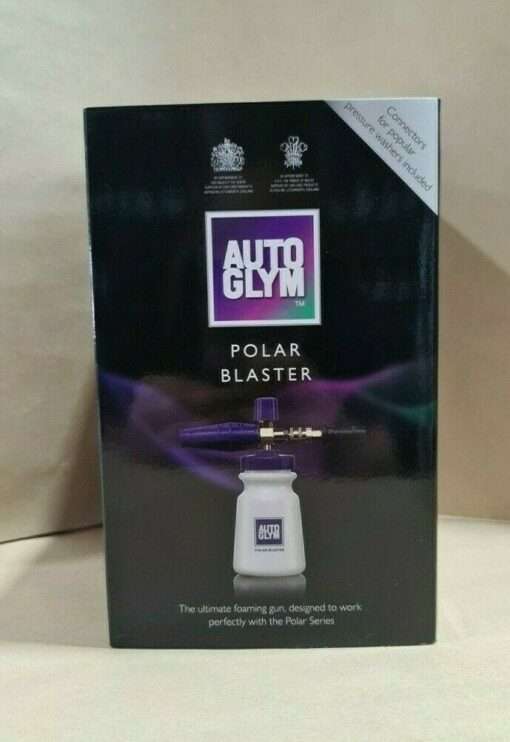 Connectors
for popular
pressure washers included
AUTO
GLYM
TM
POLAR
BLASTER
AUTO
GLYM
POLAR BLASTER
The ultimate foaming gun, designed to work
perfectly with the Polar Series